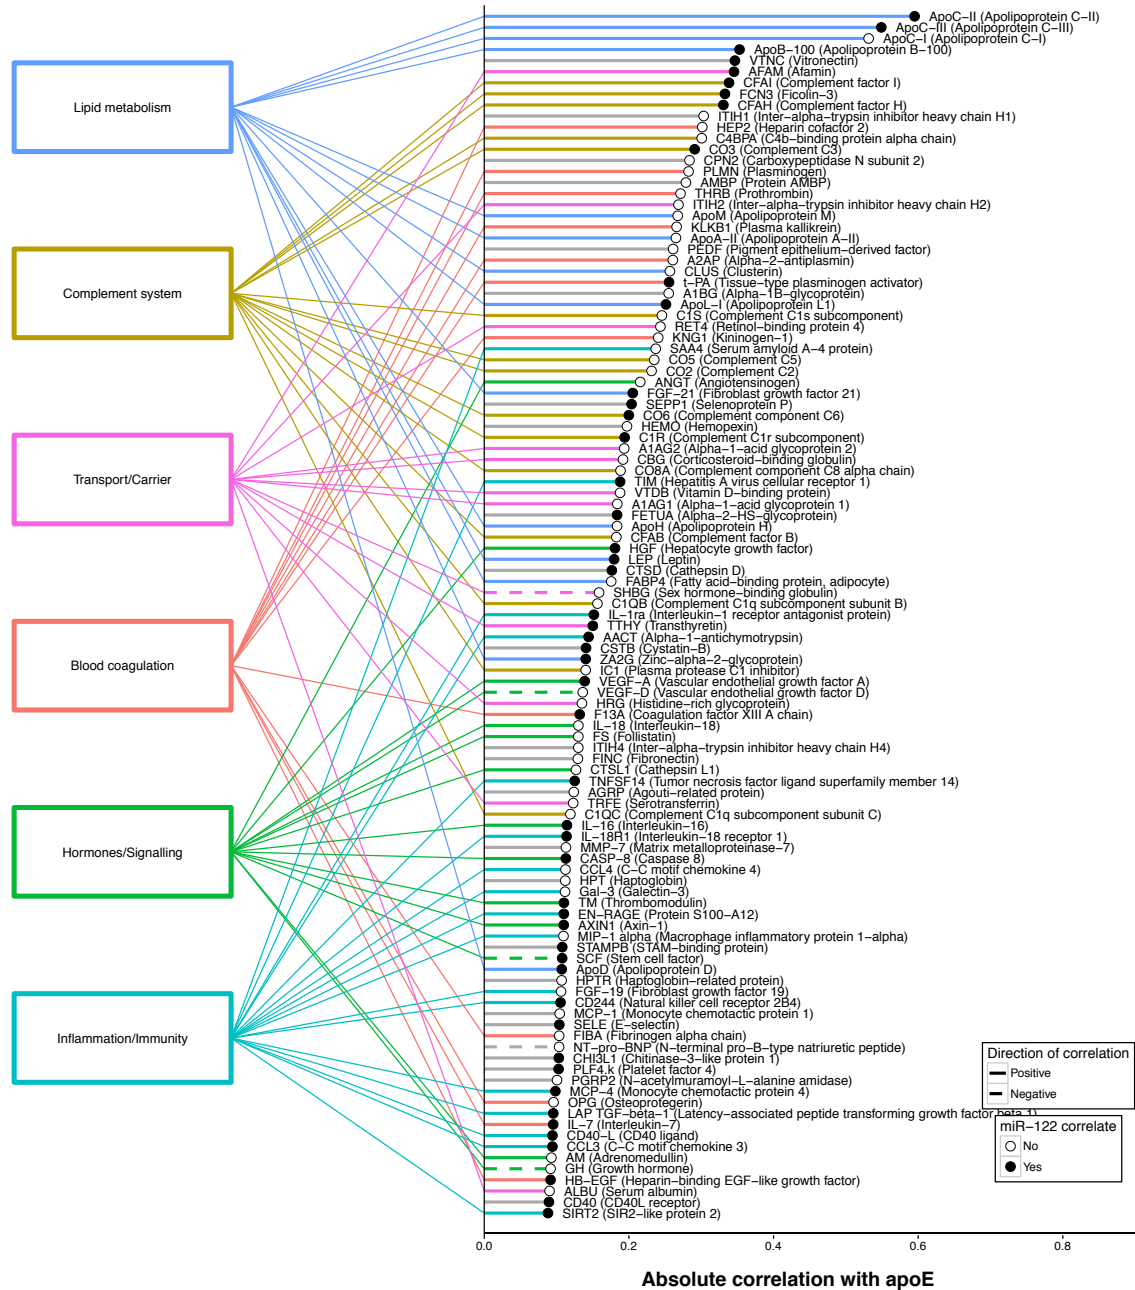 Lipid metabolism
Complement system
Transport/Carrier
Blood coagulation
Hormones/Signalling
Inflammation/Immunity
ApoC−II (Apolipoprotein C−II)
ApoC−III (Apolipoprotein C−III)
ApoC−I (Apolipoprotein C−I)
ApoB−100 (Apolipoprotein B−100)
VTNC (Vitronectin)
AFAM (Afamin)
CFAI (Complement factor I)
FCN3 (Ficolin−3)
CFAH (Complement factor H)
ITIH1 (Inter−alpha−trypsin inhibitor heavy chain H1)
HEP2 (Heparin cofactor 2)
C4BPA (C4b−binding protein alpha chain)
CO3 (Complement C3)
CPN2 (Carboxypeptidase N subunit 2)
PLMN (Plasminogen)
AMBP (Protein AMBP)
THRB (Prothrombin)
ITIH2 (Inter−alpha−trypsin inhibitor heavy chain H2)
ApoM (Apolipoprotein M)
KLKB1 (Plasma kallikrein)
ApoA−II (Apolipoprotein A−II)
PEDF (Pigment epithelium−derived factor)
A2AP (Alpha−2−antiplasmin)
CLUS (Clusterin)
t−PA (Tissue−type plasminogen activator)
A1BG (Alpha−1B−glycoprotein)
ApoL−I (Apolipoprotein L1)
C1S (Complement C1s subcomponent)
RET4 (Retinol−binding protein 4)
KNG1 (Kininogen−1)
SAA4 (Serum amyloid A−4 protein)
CO5 (Complement C5)
CO2 (Complement C2)
ANGT (Angiotensinogen)
FGF−21 (Fibroblast growth factor 21)
SEPP1 (Selenoprotein P)
CO6 (Complement component C6)
HEMO (Hemopexin)
C1R (Complement C1r subcomponent)
A1AG2 (Alpha−1−acid glycoprotein 2)
CBG (Corticosteroid−binding globulin)
CO8A (Complement component C8 alpha chain)
TIM (Hepatitis A virus cellular receptor 1)
VTDB (Vitamin D−binding protein)
A1AG1 (Alpha−1−acid glycoprotein 1)
FETUA (Alpha−2−HS−glycoprotein)
ApoH (Apolipoprotein H)
CFAB (Complement factor B)
HGF (Hepatocyte growth factor)
LEP (Leptin)
CTSD (Cathepsin D)
FABP4 (Fatty acid−binding protein, adipocyte)
SHBG (Sex hormone−binding globulin)
C1QB (Complement C1q subcomponent subunit B)
IL−1ra (Interleukin−1 receptor antagonist protein)
TTHY (Transthyretin)
AACT (Alpha−1−antichymotrypsin)
CSTB (Cystatin−B)
ZA2G (Zinc−alpha−2−glycoprotein)
IC1 (Plasma protease C1 inhibitor)
VEGF−A (Vascular endothelial growth factor A)
VEGF−D (Vascular endothelial growth factor D)
HRG (Histidine−rich glycoprotein)
F13A (Coagulation factor XIII A chain)
IL−18 (Interleukin−18)
FS (Follistatin)
ITIH4 (Inter−alpha−trypsin inhibitor heavy chain H4)
FINC (Fibronectin)
CTSL1 (Cathepsin L1)
TNFSF14 (Tumor necrosis factor ligand superfamily member 14)
AGRP (Agouti−related protein)
TRFE (Serotransferrin)
C1QC (Complement C1q subcomponent subunit C)
IL−16 (Interleukin−16)
IL−18R1 (Interleukin−18 receptor 1)
MMP−7 (Matrix metalloproteinase−7)
CASP−8 (Caspase 8)
CCL4 (C−C motif chemokine 4)
HPT (Haptoglobin)
Gal−3 (Galectin−3)
TM (Thrombomodulin)
EN−RAGE (Protein S100−A12)
AXIN1 (Axin−1)
MIP−1 alpha (Macrophage inflammatory protein 1−alpha)
STAMPB (STAM−binding protein)
SCF (Stem cell factor)
ApoD (Apolipoprotein D)
HPTR (Haptoglobin−related protein)
FGF−19 (Fibroblast growth factor 19)
CD244 (Natural killer cell receptor 2B4)
MCP−1 (Monocyte chemotactic protein 1)
SELE (E−selectin)
FIBA (Fibrinogen alpha chain)
NT−pro−BNP (N−terminal pro−B−type natriuretic peptide)
CHI3L1 (Chitinase−3−like protein 1)
PLF4.k (Platelet factor 4)
PGRP2 (N−acetylmuramoyl−L−alanine amidase)
MCP−4 (Monocyte chemotactic protein 4)
OPG (Osteoprotegerin)
LAP TGF−beta−1 (Latency−associated peptide transforming growth factor beta 1)
IL−7 (Interleukin−7)
CD40−L (CD40 ligand)
CCL3 (C−C motif chemokine 3)
AM (Adrenomedullin)
GH (Growth hormone)
HB−EGF (Heparin−binding EGF−like growth factor)
ALBU (Serum albumin)
CD40 (CD40L receptor)
SIRT2 (SIR2−like protein 2)
Direction of correlation
Positive
Negative
miR−122 correlate
No
Yes
0.0 0.2 0.4 0.6 0.8
Absolute correlation with apoE